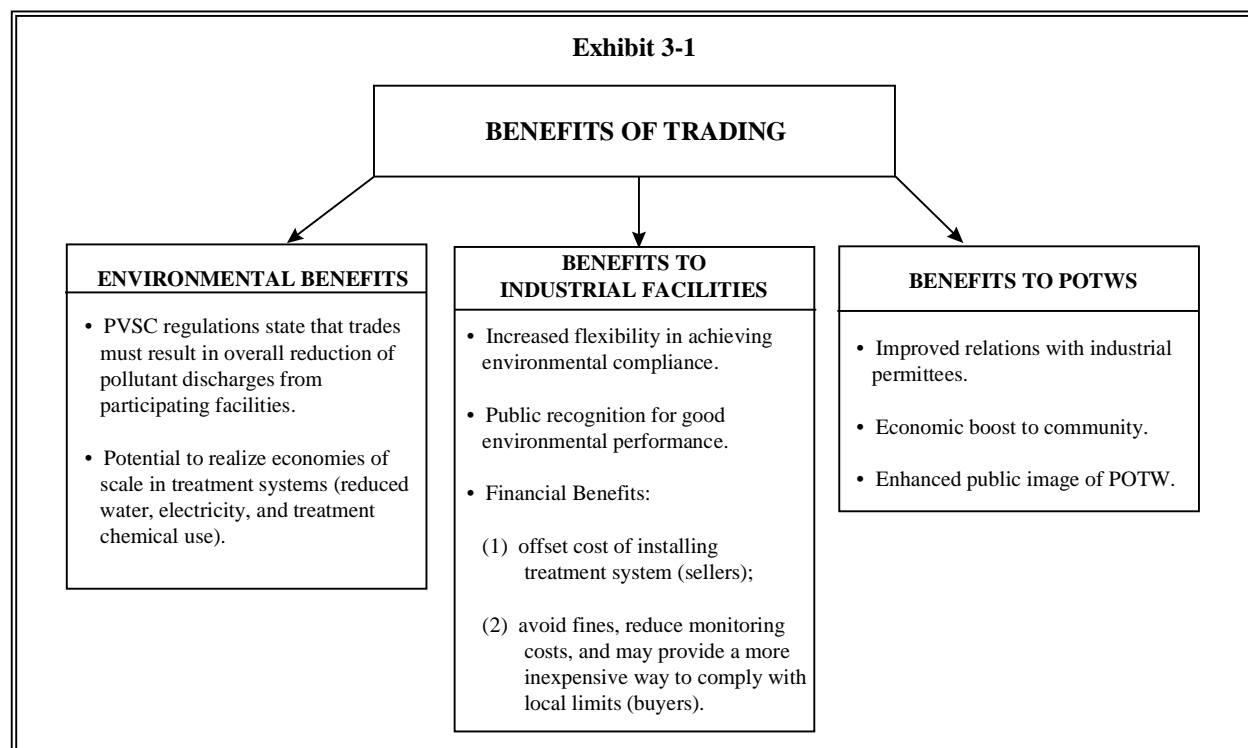 Exhibit 3-1
BENEFITS OF TRADING
ENVIRONMENTAL BENEFITS
• PVSC regulations state that trades
must result in overall reduction of
pollutant discharges from
participating facilities.
• Potential to realize economies of
scale in treatment systems (reduced
water, electricity, and treatment
chemical use).
BENEFITS TO
INDUSTRIAL FACILITIES
• Increased flexibility in achieving
environmental compliance.
• Public recognition for good
environmental performance.
• Financial Benefits:
(1) offset cost of installing
treatment system (sellers);
(2) avoid fines, reduce monitoring
costs, and may provide a more
inexpensive way to comply with
local limits (buyers).
BENEFITS TO POTWS
• Improved relations with industrial
permittees.
• Economic boost to community.
• Enhanced public image of POTW.